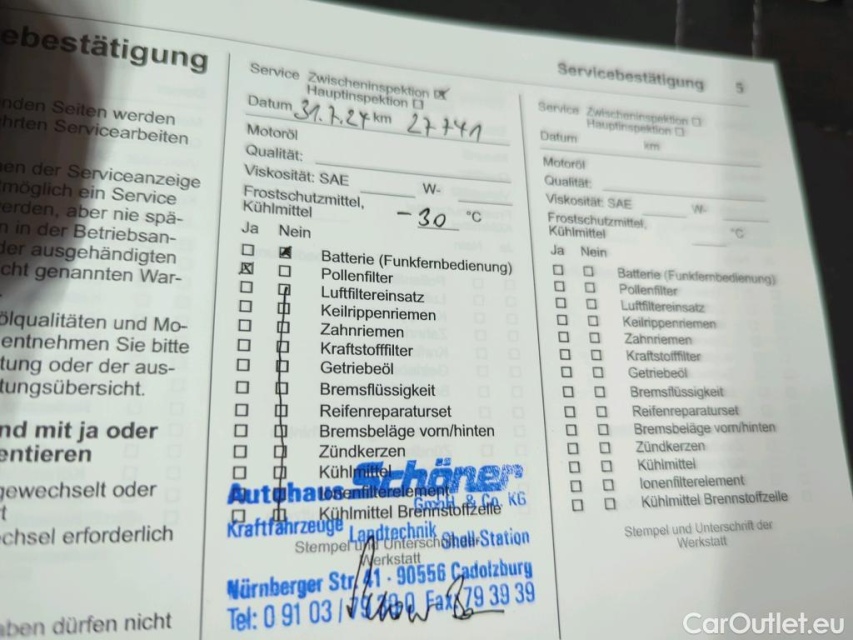 ebestätigung
nden Seiten werden
hrten Servicearbeiten
en der Serviceanzeige
möglich ein Service
erden, aber nie spä-
n in der Betriebsan-
der ausgehändigten
cht genannten War-
ölqualitäten und Mo-
entnehmen Sie bitte
tung oder der aus-
tungsübersicht.
nd mit ja oder
entieren
gewechselt oder
t
chsel erforderlich
aben dürfen nicht
Service Zwischeninspektion ☒
Hauptinspektion ☐
Datum 31.7.24 km 27741
Motoröl
Qualität:
Viskosität: SAE W-
Frostschutzmittel,
Kühlmittel -30 °C
Ja Nein
Batterie (Funkfernbedienung)
Pollenfilter
Luftfiltereinsatz
Keilrippenriemen
Zahnriemen
Kraftstofffilter
Getriebeöl
Bremsflüssigkeit
Reifenreparaturset
Bremsbeläge vorn/hinten
Zündkerzen
Kühlmittel
Ionenfilterelement
Kühlmittel Brennstoffzelle
Autohaus Schöner
GmbH & Co. KG
Kraftfahrzeuge Landtechnik Shell-Station
Stempel und Unterschrift der
Werkstatt
Nürnberger Str. 41 - 90556 Cadolzburg
Tel: 0 91 03 / Fax 79 39 39
Servicebestätigung 5
Service Zwischeninspektion ☐
Hauptinspektion ☐
Datum km
Motoröl
Qualität:
Viskosität: SAE W-
Frostschutzmittel,
Kühlmittel °C
Ja Nein
Batterie (Funkfernbedienung)
Pollenfilter
Luftfiltereinsatz
Keilrippenriemen
Zahnriemen
Kraftstofffilter
Getriebeöl
Bremsflüssigkeit
Reifenreparaturset
Bremsbeläge vorn/hinten
Zündkerzen
Kühlmittel
Ionenfilterelement
Kühlmittel Brennstoffzelle
Stempel und Unterschrift der
Werkstatt
CarOutlet.eu